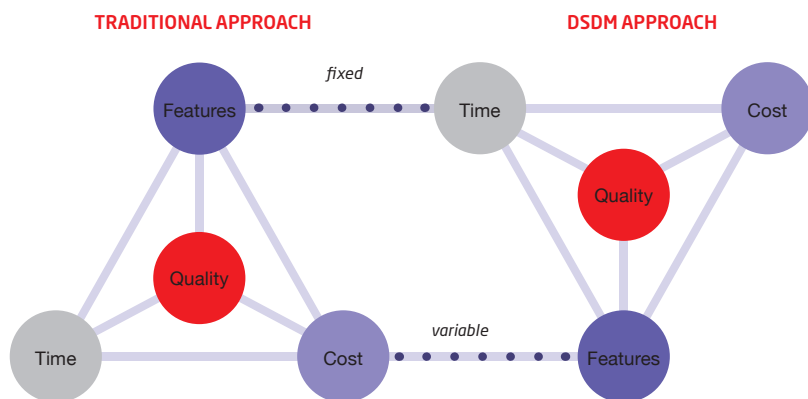 TRADITIONAL APPROACH
DSDM APPROACH
fixed
Features
Time
Cost
Quality
Quality
variable
Time
Cost
Features